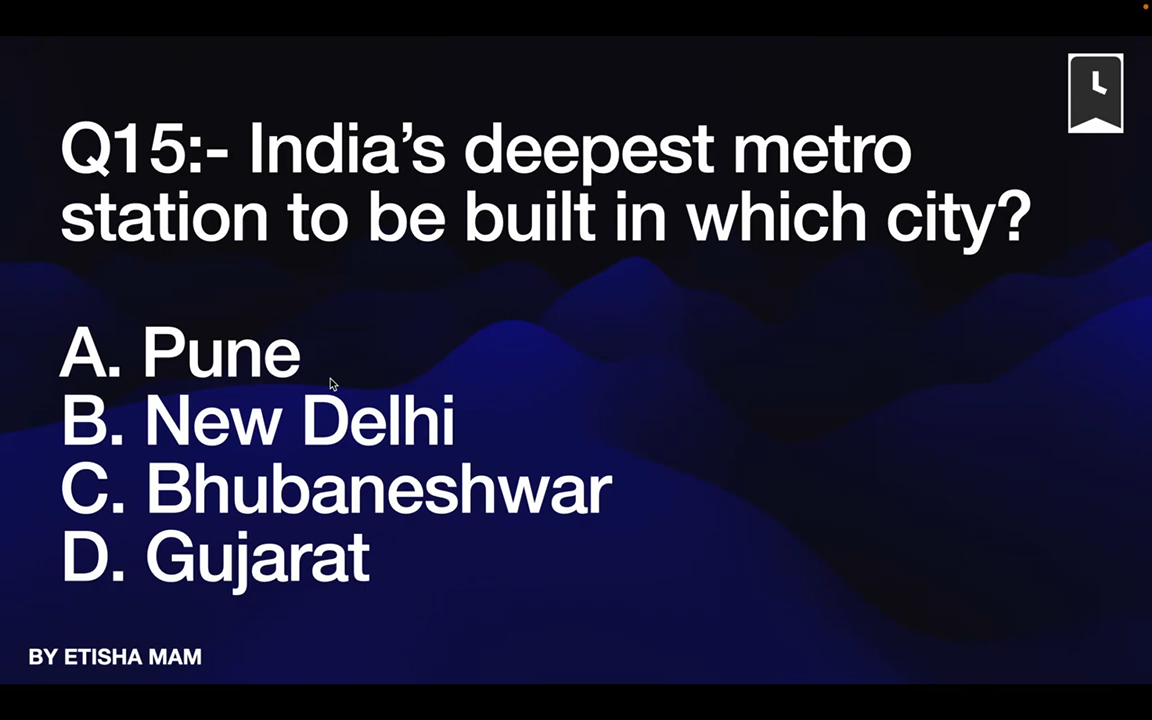 Q15:- India’s deepest metro
station to be built in which city?
A. Pune
B. New Delhi
C. Bhubaneshwar
D. Gujarat
BY ETISHA MAM